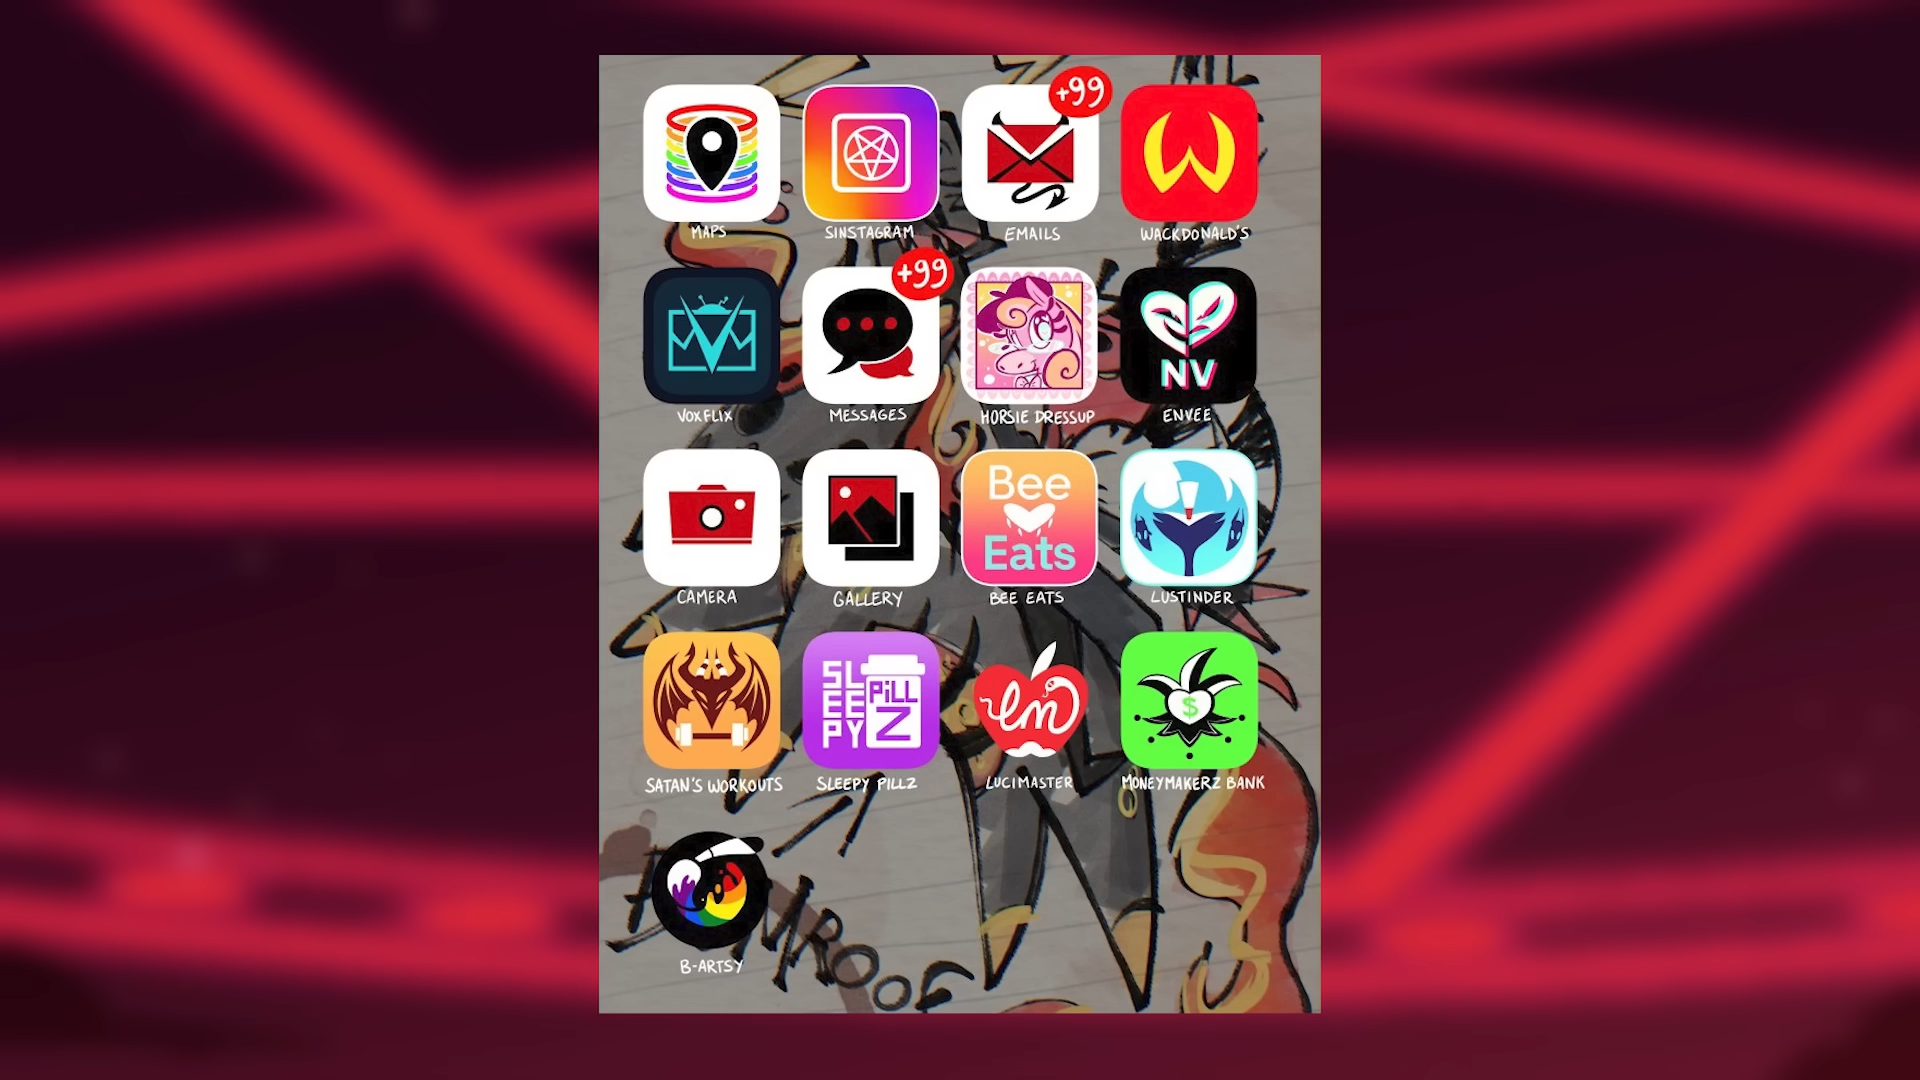 +99
MAPS
SINSTAGRAM
EMAILS
WACKDONALD'S
+99
NV
VOXFLIX
MESSAGES
HORSIE DRESSUP
ENVEE
Bee
Eats
CAMERA
GALLERY
BEE EATS
LUSTINDER
SLEEPY
PiLL
Z
lm
$
SATAN'S WORKOUTS
SLEEPY PILLZ
LUCIMASTER
MONEYMAKERZ BANK
B-ARTSY